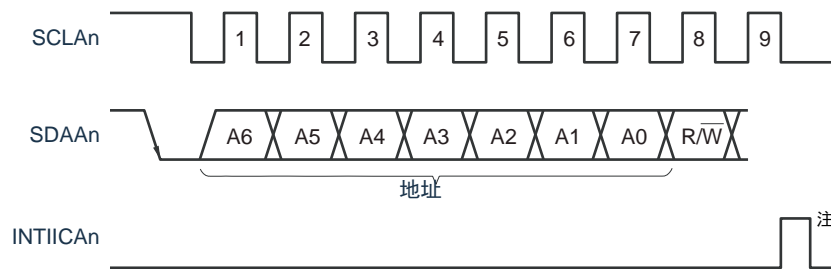 SCLAn 1 2 3 4 5 6 7 8 9
SDAAn A6 A5 A4 A3 A2 A1 A0 R/W̅
地址
INTIICAn 注